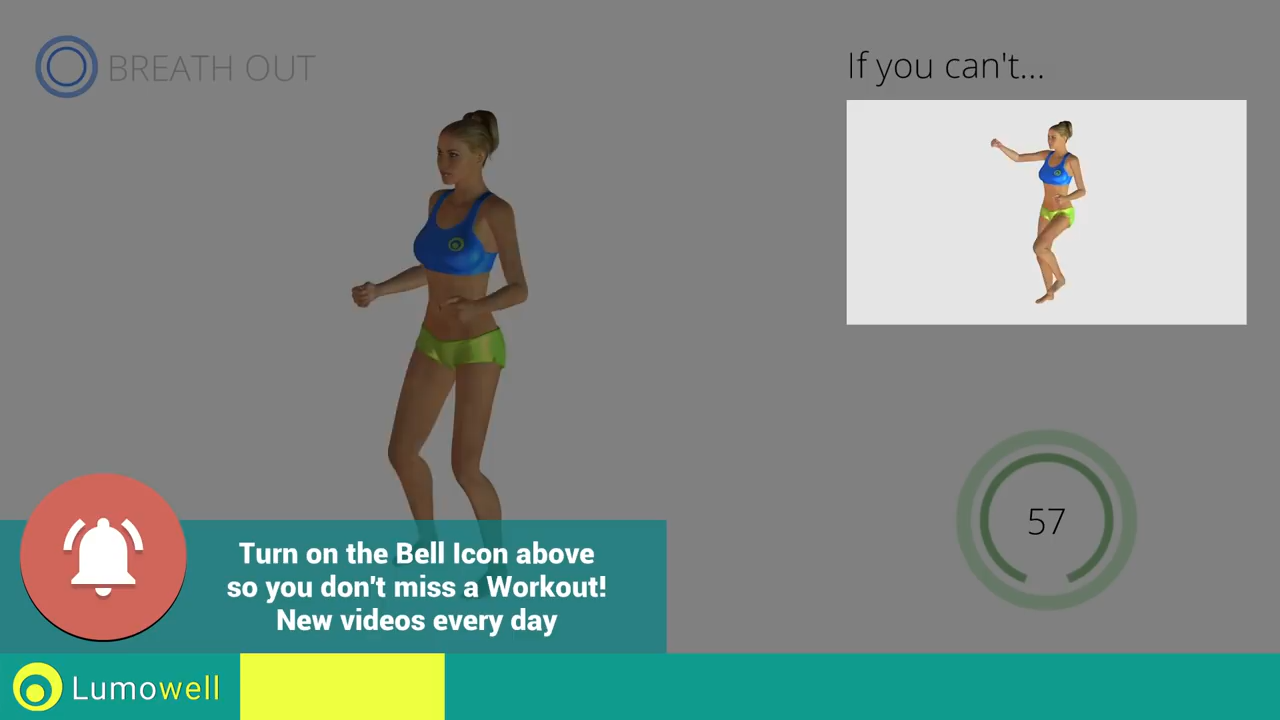 BREATH OUT
If you can't...
57
Turn on the Bell Icon above
so you don't miss a Workout!
New videos every day
Lumowell